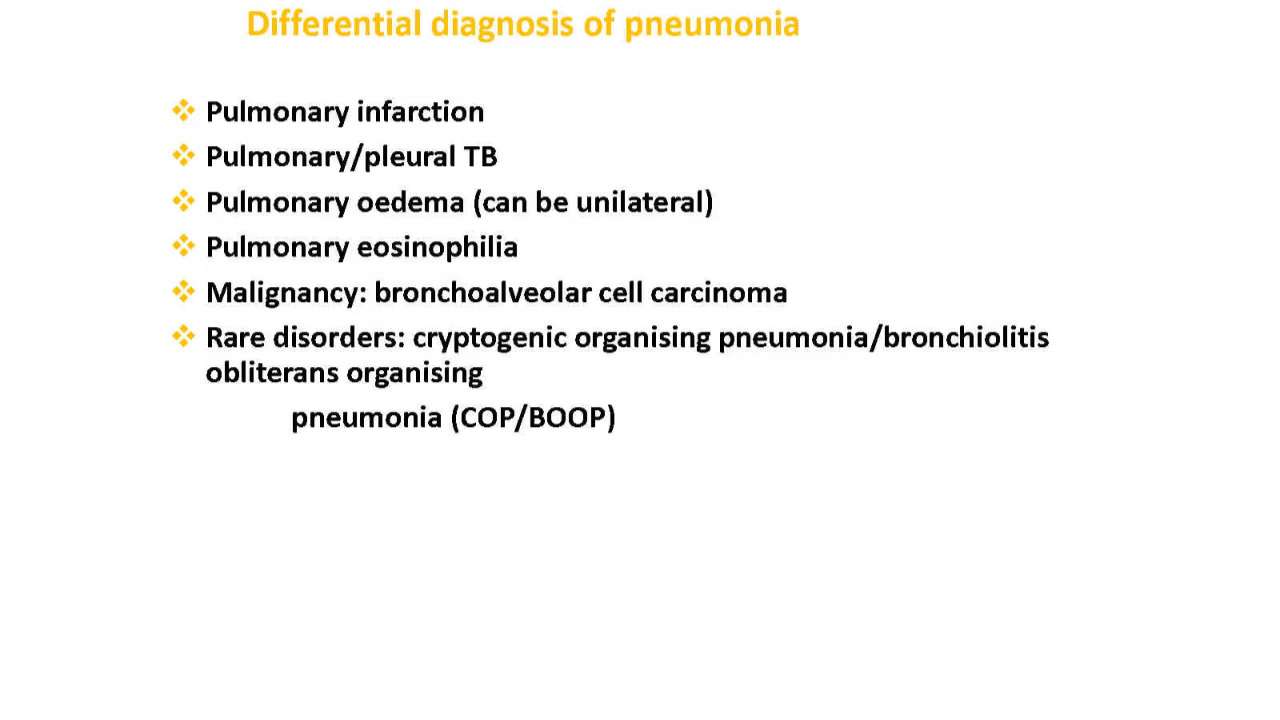 Differential diagnosis of pneumonia
Pulmonary infarction
Pulmonary/pleural TB
Pulmonary oedema (can be unilateral)
Pulmonary eosinophilia
Malignancy: bronchoalveolar cell carcinoma
Rare disorders: cryptogenic organising pneumonia/bronchiolitis
obliterans organising
pneumonia (COP/BOOP)